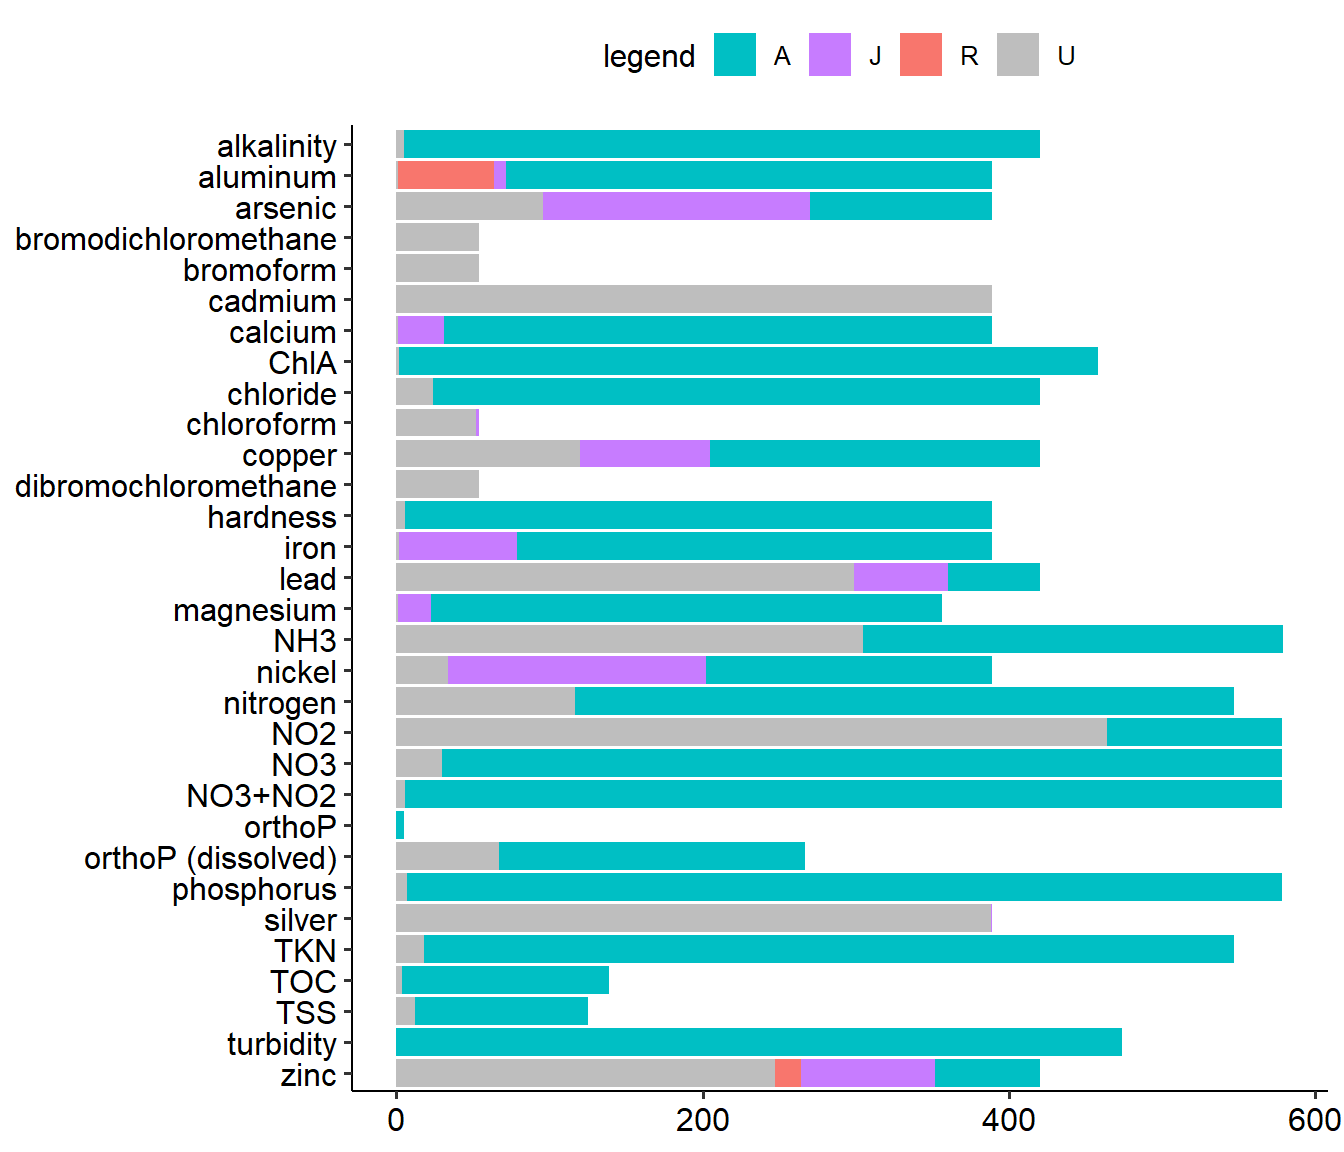 legend A J R U
alkalinity
aluminum
arsenic
bromodichloromethane
bromoform
cadmium
calcium
ChlA
chloride
chloroform
copper
dibromochloromethane
hardness
iron
lead
magnesium
NH3
nickel
nitrogen
NO2
NO3
NO3+NO2
orthoP
orthoP (dissolved)
phosphorus
silver
TKN
TOC
TSS
turbidity
zinc
0 200 400 600